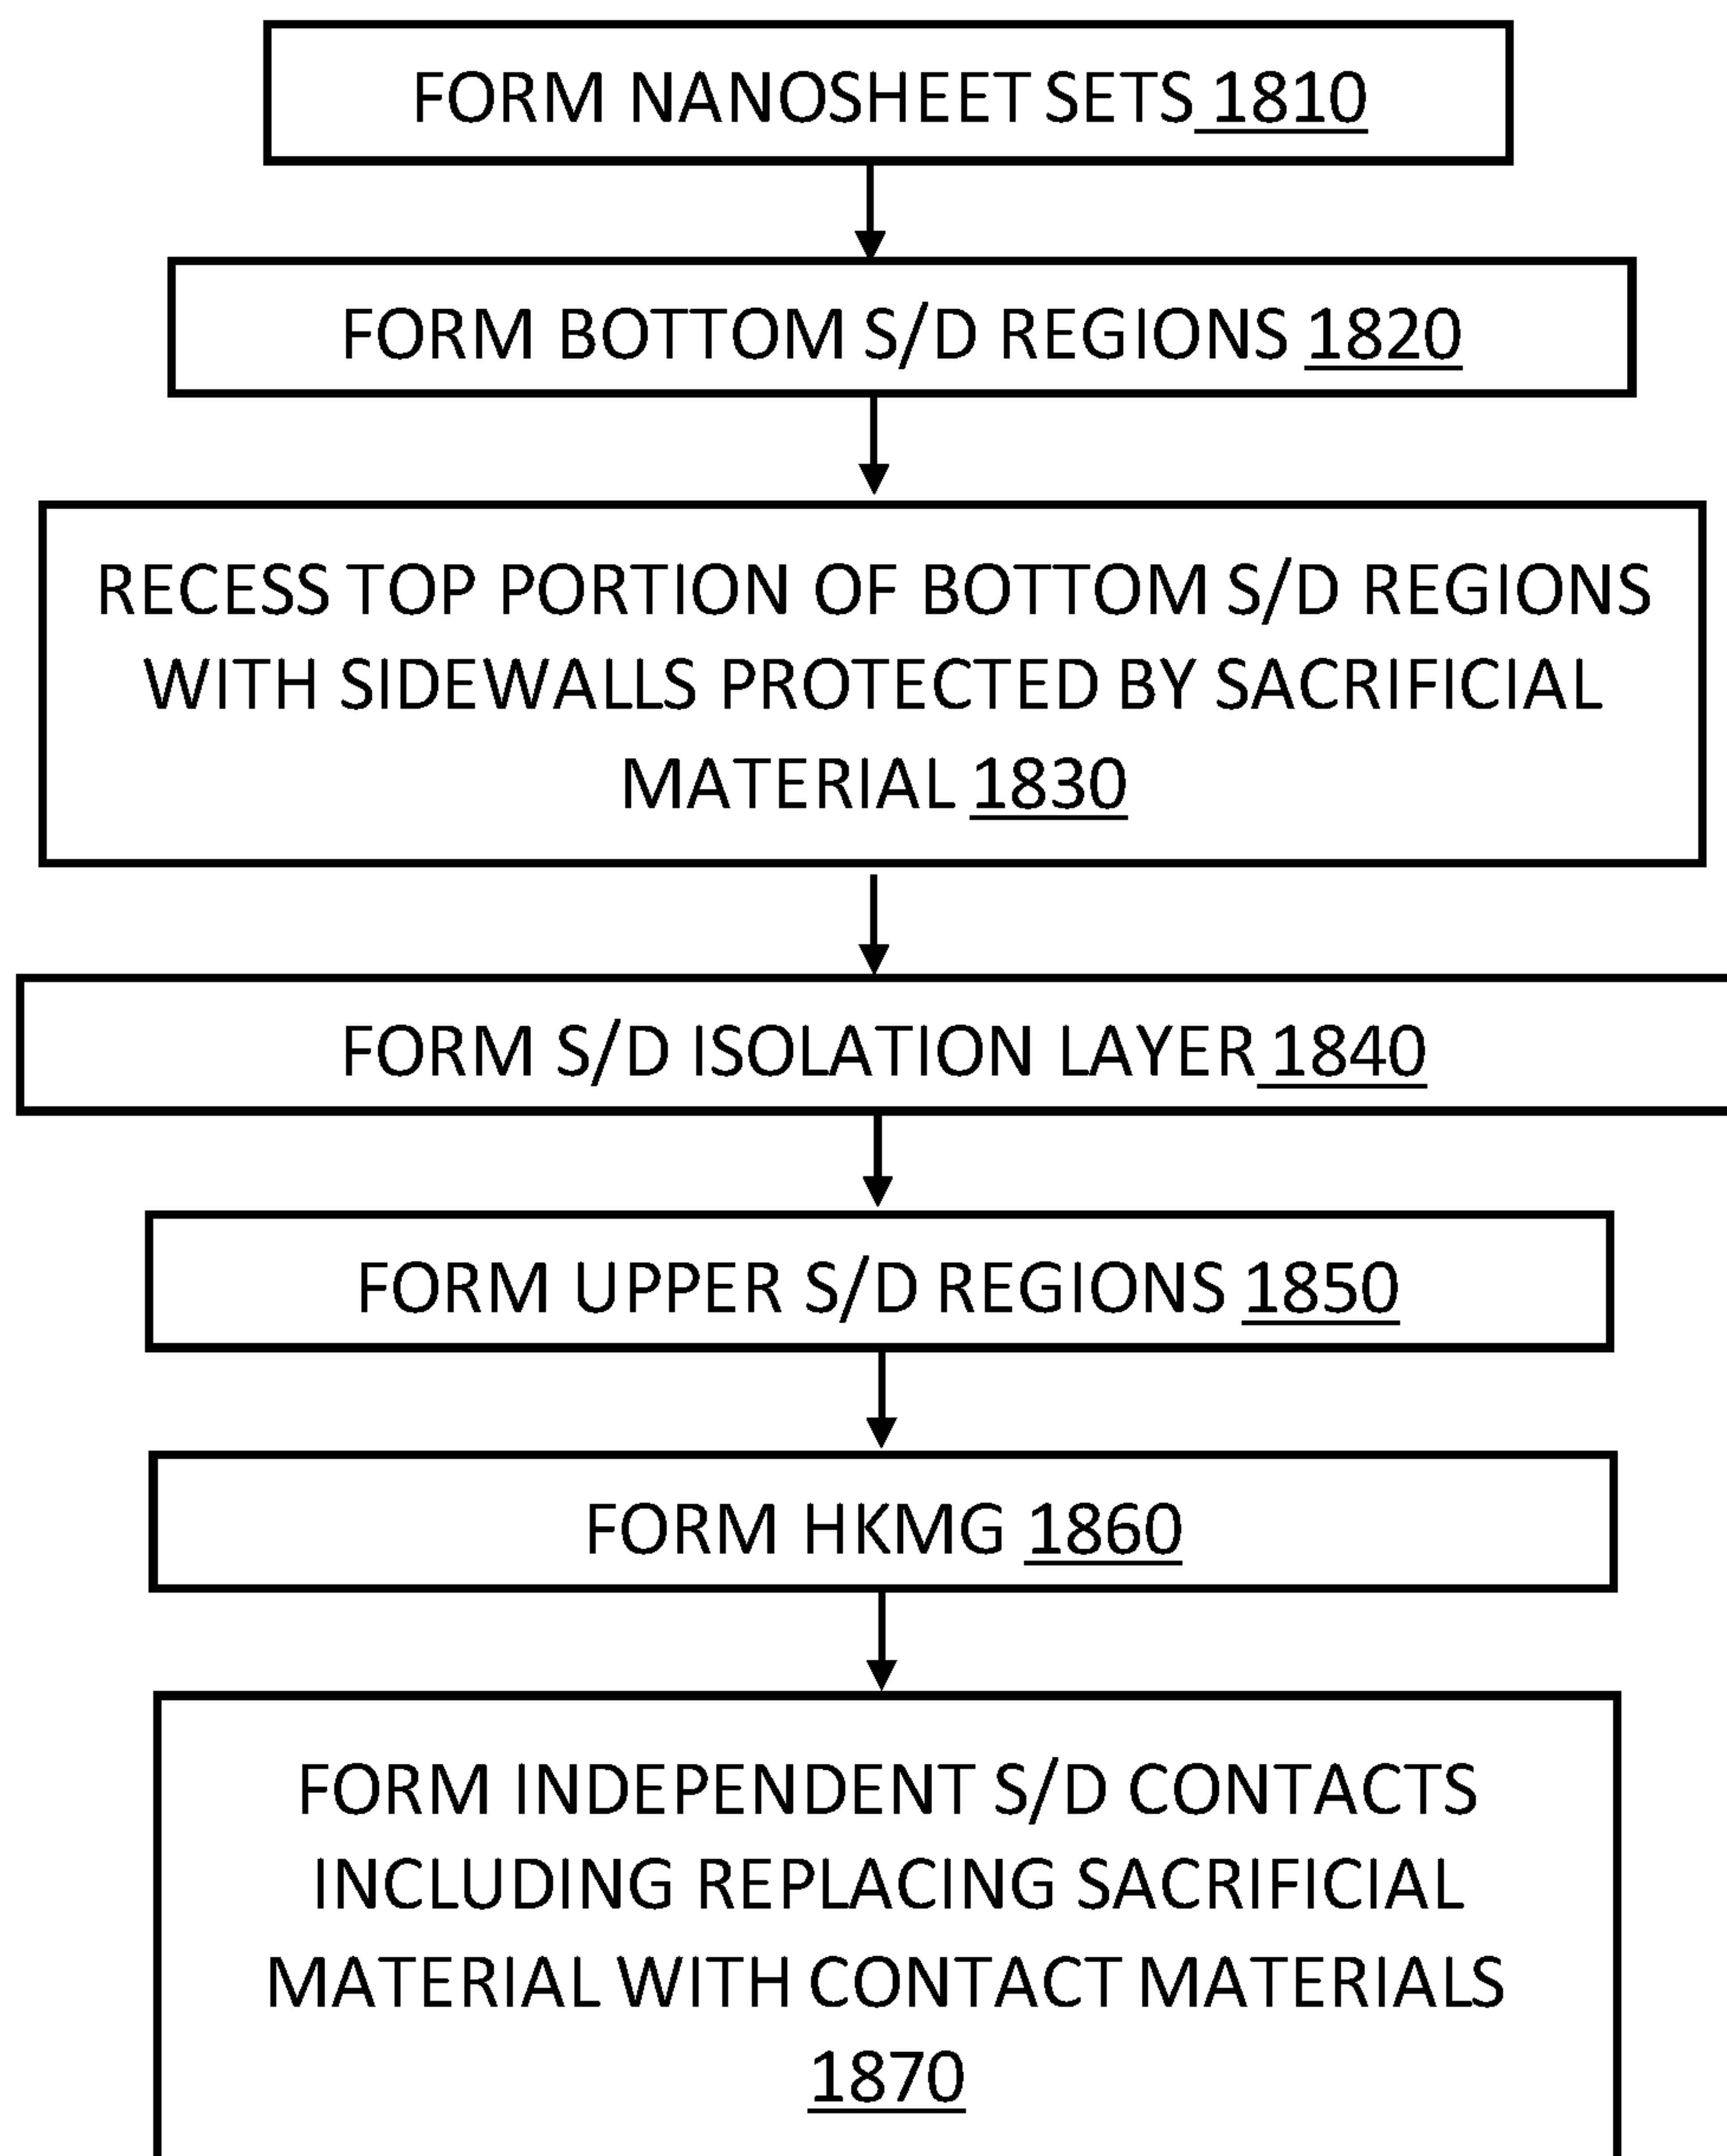 FORM NANOSHEET SETS 1810
FORM BOTTOM S/D REGIONS 1820
RECESS TOP PORTION OF BOTTOM S/D REGIONS
WITH SIDEWALLS PROTECTED BY SACRIFICIAL
MATERIAL 1830
FORM S/D ISOLATION LAYER 1840
FORM UPPER S/D REGIONS 1850
FORM HKMG 1860
FORM INDEPENDENT S/D CONTACTS
INCLUDING REPLACING SACRIFICIAL
MATERIAL WITH CONTACT MATERIALS
1870